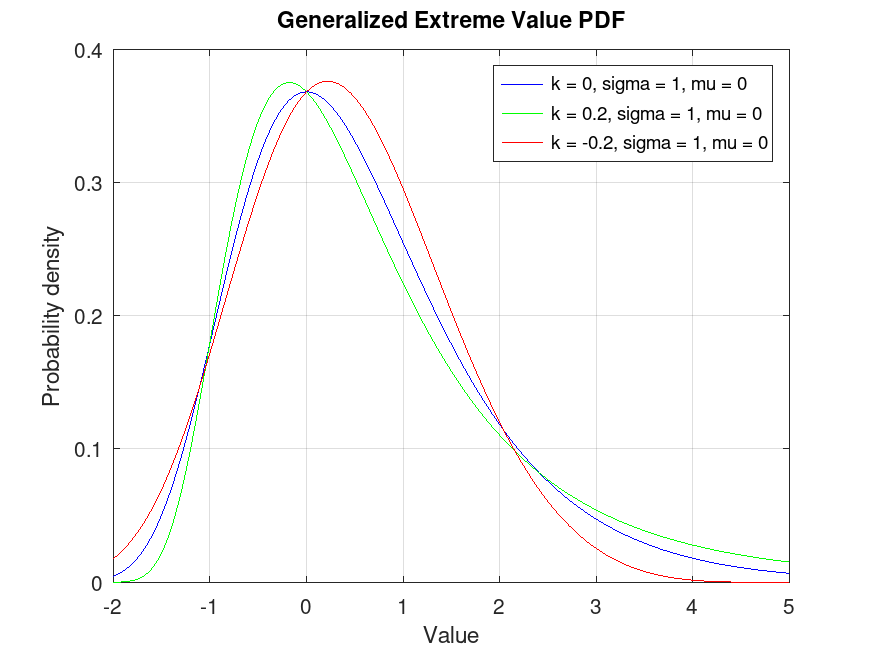 Generalized Extreme Value PDF
0.4
0.3
0.2
0.1
0
Probability density
k = 0, sigma = 1, mu = 0
k = 0.2, sigma = 1, mu = 0
k = -0.2, sigma = 1, mu = 0
-2 -1 0 1 2 3 4 5
Value